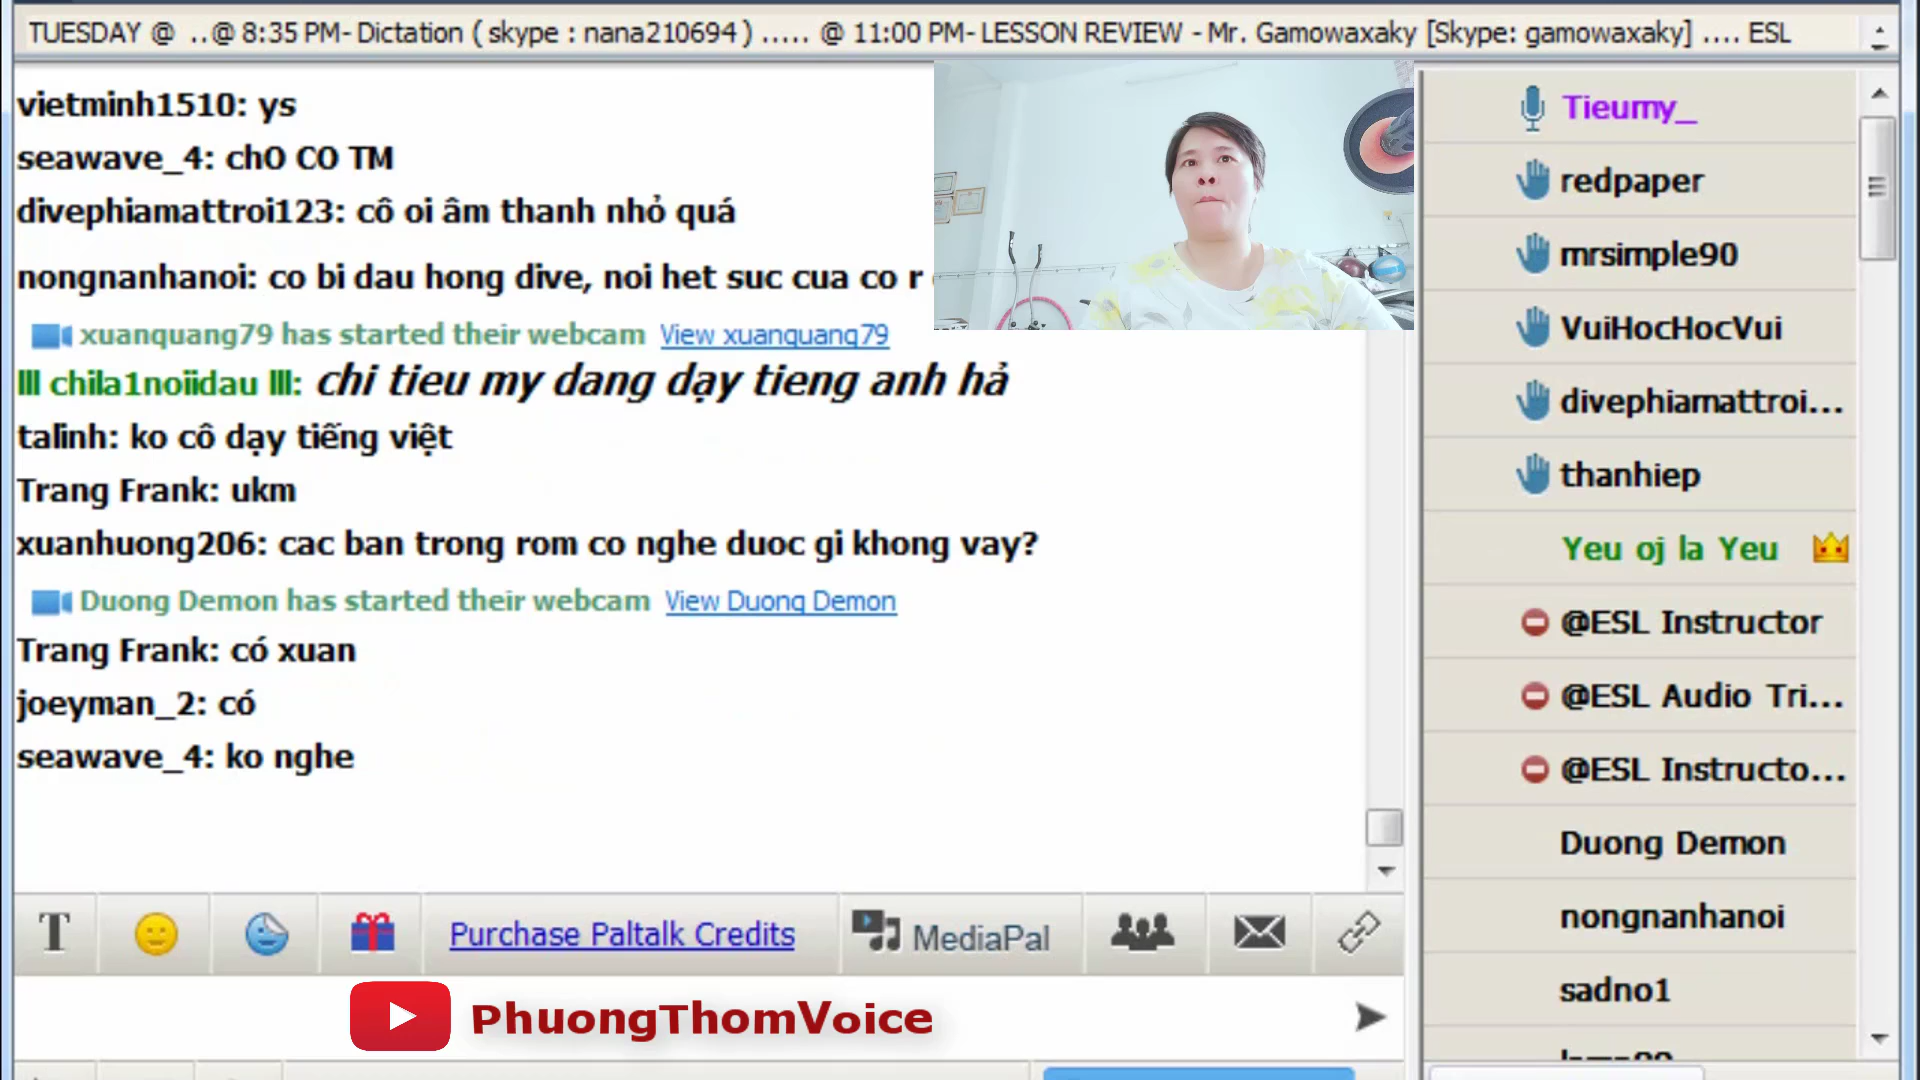 TUESDAY @ ..@ 8:35 PM- Dictation ( skype : nana210694 ) ..... @ 11:00 PM- LESSON REVIEW - Mr. Gamowaxaky [Skype: gamowaxaky] .... ESL
vietminh1510: ys
seawave_4: chO CO TM
divephiamattroi123: cô oi âm thanh nhỏ quá
nongnanhanoi: co bi dau hong dive, noi het suc cua co r
xuanquang79 has started their webcam View xuanquang79
lll chila1noiidau lll: chi tieu my dang dạy tieng anh hả
talinh: ko cô dạy tiếng việt
Trang Frank: ukm
xuanhuong206: cac ban trong rom co nghe duoc gi khong vay?
Duong Demon has started their webcam View Duong Demon
Trang Frank: có xuan
joeyman_2: có
seawave_4: ko nghe
T
Purchase Paltalk Credits
MediaPal
PhuongThomVoice
Tieumy_
redpaper
mrsimple90
VuiHocHocVui
divephiamattroi...
thanhiep
Yeu oj la Yeu
@ESL Instructor
@ESL Audio Tri...
@ESL Instructo...
Duong Demon
nongnanhanoi
sadno1